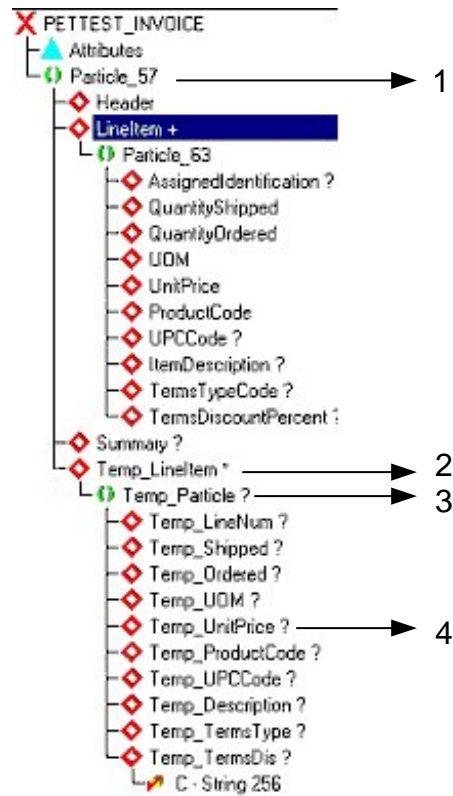 PETTEST_INVOICE
Attributes
Particle_57 1
Header
LineItem +
Particle_63
AssignedIdentification ?
QuantityShipped
QuantityOrdered
UOM
UnitPrice
ProductCode
UPCCode ?
ItemDescription ?
TermsTypeCode ?
TermsDiscountPercent ?
Summary ?
Temp_LineItem * 2
Temp_Particle ? 3
Temp_LineNum ?
Temp_Shipped ?
Temp_Ordered ?
Temp_UOM ?
Temp_UnitPrice ? 4
Temp_ProductCode ?
Temp_UPCCode ?
Temp_Description ?
Temp_TermsType ?
Temp_TermsDis ?
C - String 256